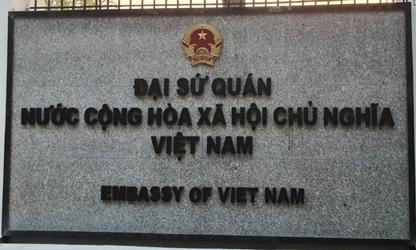 ĐẠI SỨ QUÁN
NƯỚC CỘNG HÒA XÃ HỘI CHỦ NGHĨA
VIỆT NAM
EMBASSY OF VIET NAM